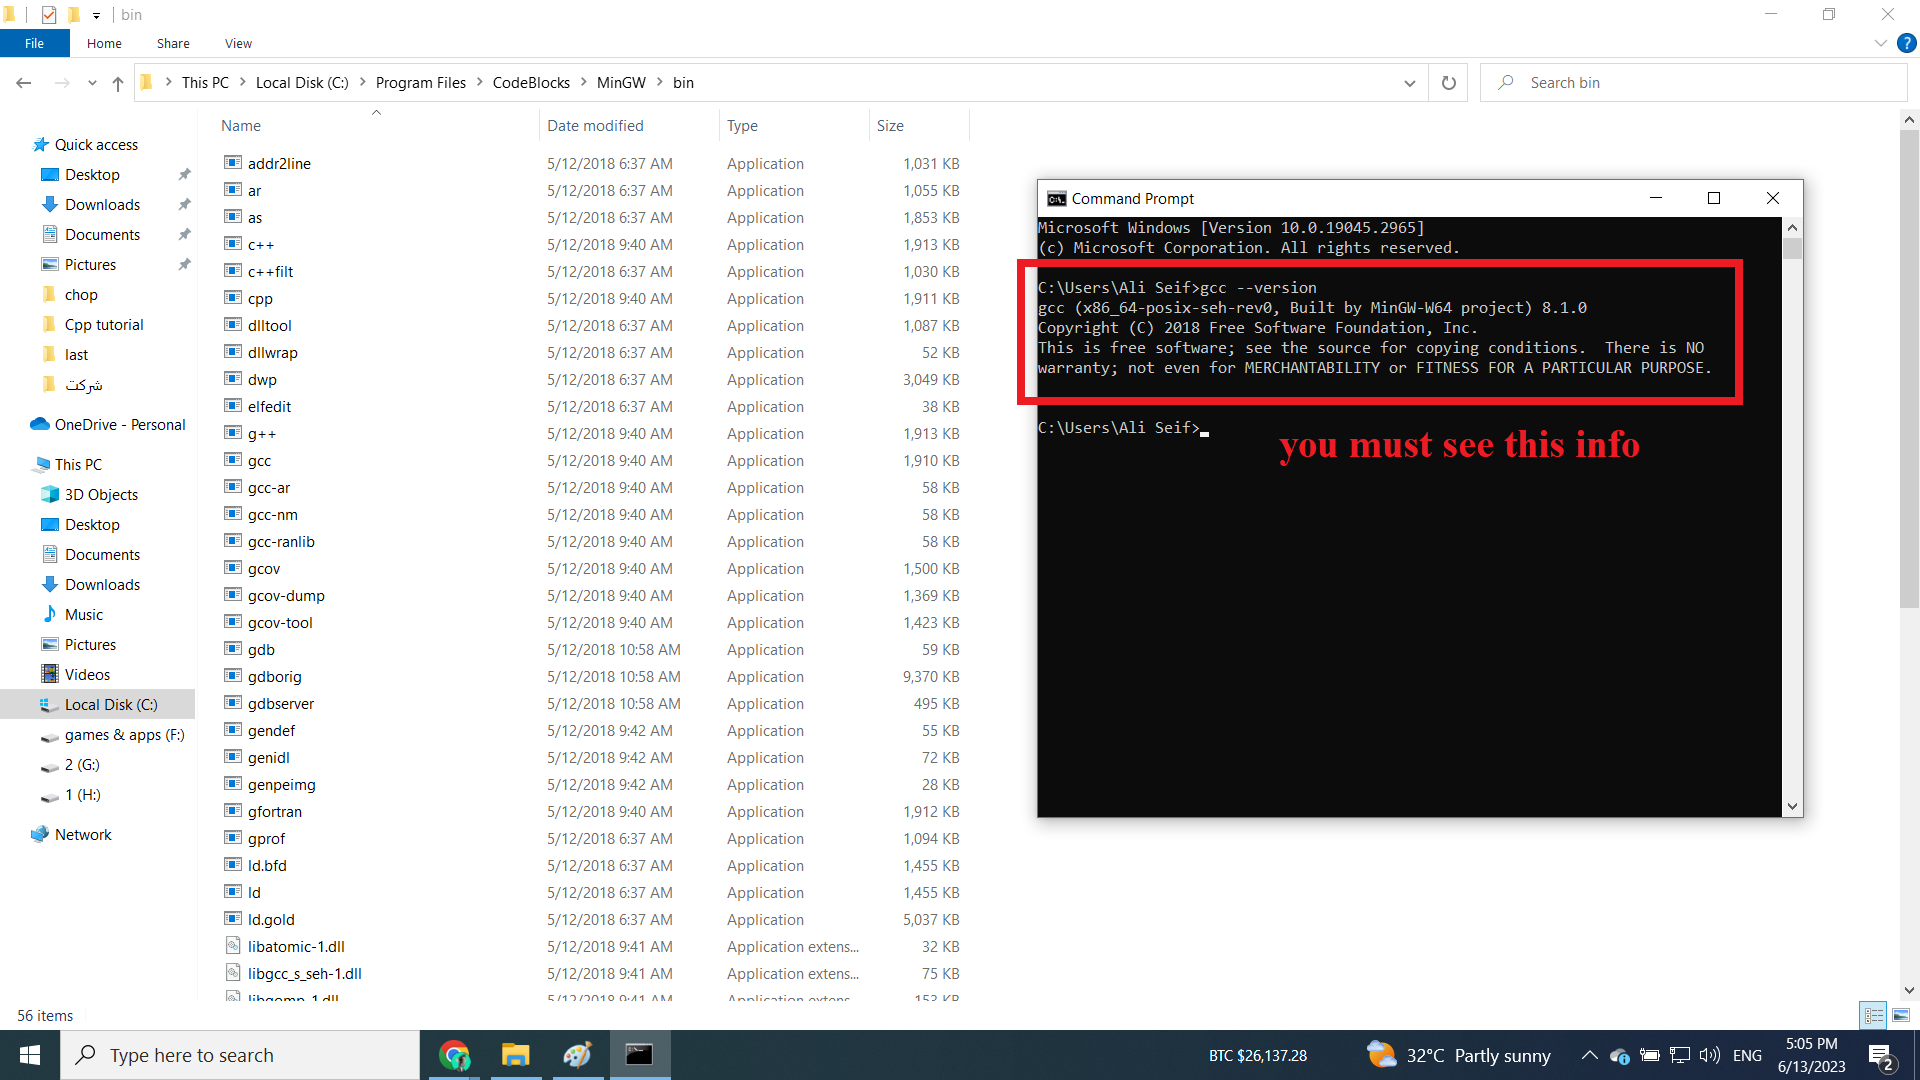 bin
File Home Share View
This PC Local Disk (C:) Program Files CodeBlocks MinGW bin
Search bin
Name Date modified Type Size
Quick access
Desktop
Downloads
Documents
Pictures
chop
Cpp tutorial
last
شركت
OneDrive - Personal
This PC
3D Objects
Desktop
Documents
Downloads
Music
Pictures
Videos
Local Disk (C:)
games & apps (F:)
2 (G:)
1 (H:)
Network
addr2line 5/12/2018 6:37 AM Application 1,031 KB
ar 5/12/2018 6:37 AM Application 1,055 KB
as 5/12/2018 6:37 AM Application 1,853 KB
c++ 5/12/2018 9:40 AM Application 1,913 KB
c++filt 5/12/2018 6:37 AM Application 1,030 KB
cpp 5/12/2018 9:40 AM Application 1,911 KB
dlltool 5/12/2018 6:37 AM Application 1,087 KB
dllwrap 5/12/2018 6:37 AM Application 52 KB
dwp 5/12/2018 6:37 AM Application 3,049 KB
elfedit 5/12/2018 6:37 AM Application 38 KB
g++ 5/12/2018 9:40 AM Application 1,913 KB
gcc 5/12/2018 9:40 AM Application 1,910 KB
gcc-ar 5/12/2018 9:40 AM Application 58 KB
gcc-nm 5/12/2018 9:40 AM Application 58 KB
gcc-ranlib 5/12/2018 9:40 AM Application 58 KB
gcov 5/12/2018 9:40 AM Application 1,500 KB
gcov-dump 5/12/2018 9:40 AM Application 1,369 KB
gcov-tool 5/12/2018 9:40 AM Application 1,423 KB
gdb 5/12/2018 10:58 AM Application 59 KB
gdborig 5/12/2018 10:58 AM Application 9,370 KB
gdbserver 5/12/2018 10:58 AM Application 495 KB
gendef 5/12/2018 9:42 AM Application 55 KB
genidl 5/12/2018 9:42 AM Application 72 KB
genpeimg 5/12/2018 9:42 AM Application 28 KB
gfortran 5/12/2018 9:40 AM Application 1,912 KB
gprof 5/12/2018 6:37 AM Application 1,094 KB
ld.bfd 5/12/2018 6:37 AM Application 1,455 KB
ld 5/12/2018 6:37 AM Application 1,455 KB
ld.gold 5/12/2018 6:37 AM Application 5,037 KB
libatomic-1.dll 5/12/2018 9:41 AM Application extens... 32 KB
libgcc_s_seh-1.dll 5/12/2018 9:41 AM Application extens... 75 KB
libgomp-1.dll 5/12/2018 9:41 AM Application extens... 153 KB
Command Prompt
Microsoft Windows [Version 10.0.19045.2965]
(c) Microsoft Corporation. All rights reserved.
C:\Users\Ali Seif>gcc --version
gcc (x86_64-posix-seh-rev0, Built by MinGW-W64 project) 8.1.0
Copyright (C) 2018 Free Software Foundation, Inc.
This is free software; see the source for copying conditions.  There is NO
warranty; not even for MERCHANTABILITY or FITNESS FOR A PARTICULAR PURPOSE.
C:\Users\Ali Seif>
you must see this info
56 items
Type here to search
BTC $26,137.28
32°C Partly sunny
ENG
5:05 PM
6/13/2023
2